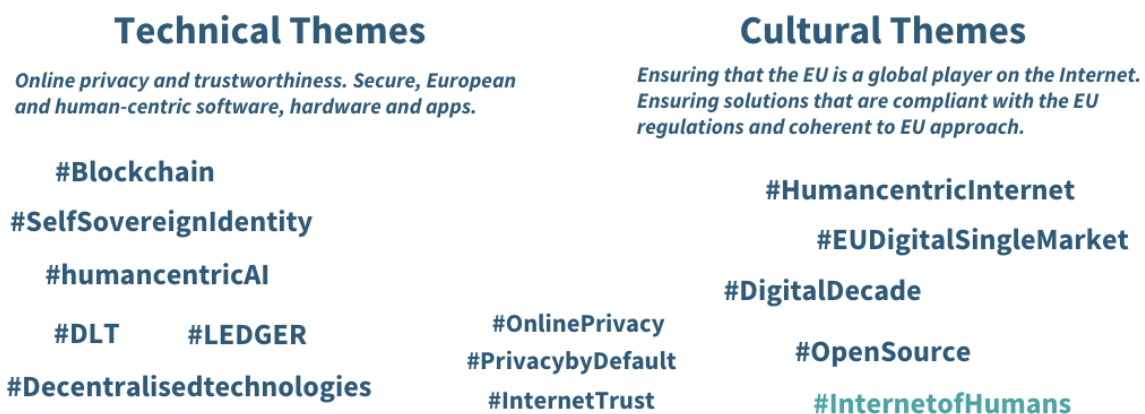 Technical Themes
Online privacy and trustworthiness. Secure, European
and human-centric software, hardware and apps.
#Blockchain
#SelfSovereignIdentity
#humancentricAI
#DLT #LEDGER
#Decentralisedtechnologies
#OnlinePrivacy
#PrivacybyDefault
#InternetTrust
Cultural Themes
Ensuring that the EU is a global player on the Internet.
Ensuring solutions that are compliant with the EU
regulations and coherent to EU approach.
#HumancentricInternet
#EUDigitalSingleMarket
#DigitalDecade
#OpenSource
#InternetofHumans